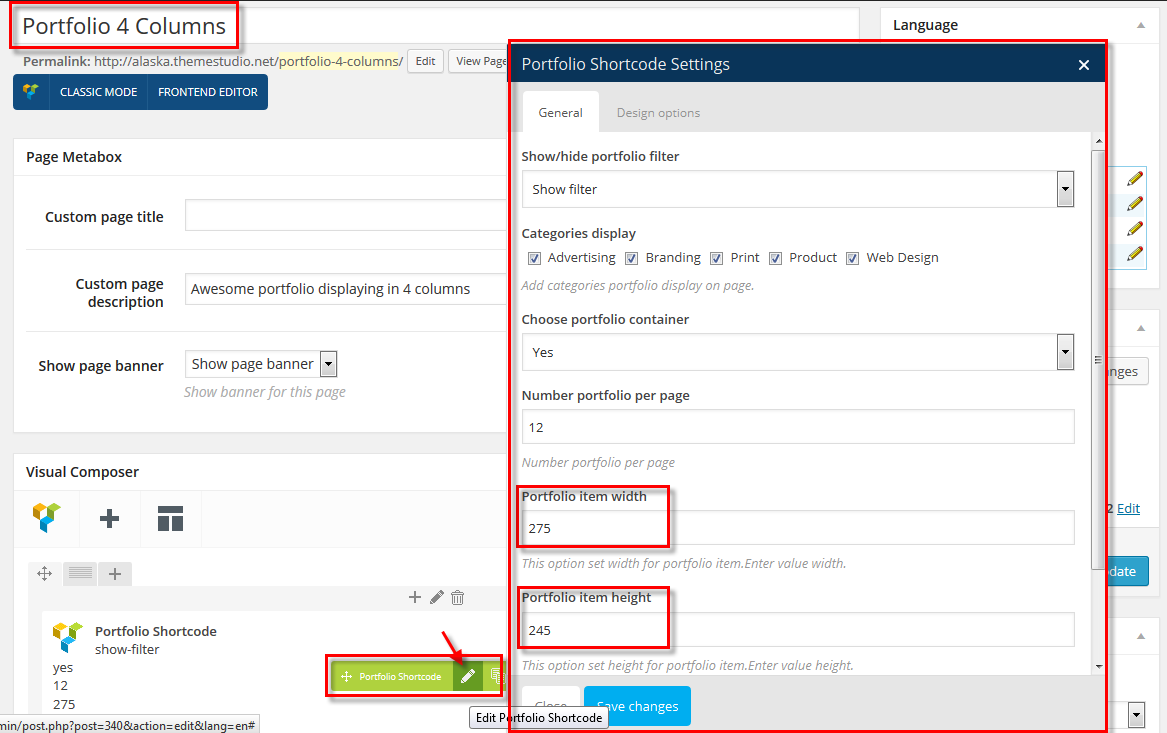 Portfolio 4 Columns
Permalink: http://alaska.themestudio.net/portfolio-4-columns/ Edit View Page
CLASSIC MODE FRONTEND EDITOR
Page Metabox
Custom page title
Custom page description Awesome portfolio displaying in 4 columns
Show page banner Show page banner
Show banner for this page
Visual Composer
Portfolio Shortcode
show-filter
yes
12
275
Portfolio Shortcode
Edit Portfolio Shortcode
min/post.php?post=340&action=edit&lang=en#
Portfolio Shortcode Settings
General Design options
Show/hide portfolio filter
Show filter
Categories display
Advertising Branding Print Product Web Design
Add categories portfolio display on page.
Choose portfolio container
Yes
Number portfolio per page
12
Number portfolio per page
Portfolio item width
275
This option set width for portfolio item.Enter value width.
Portfolio item height
245
This option set height for portfolio item.Enter value height.
Close Save changes
Language
2 Edit